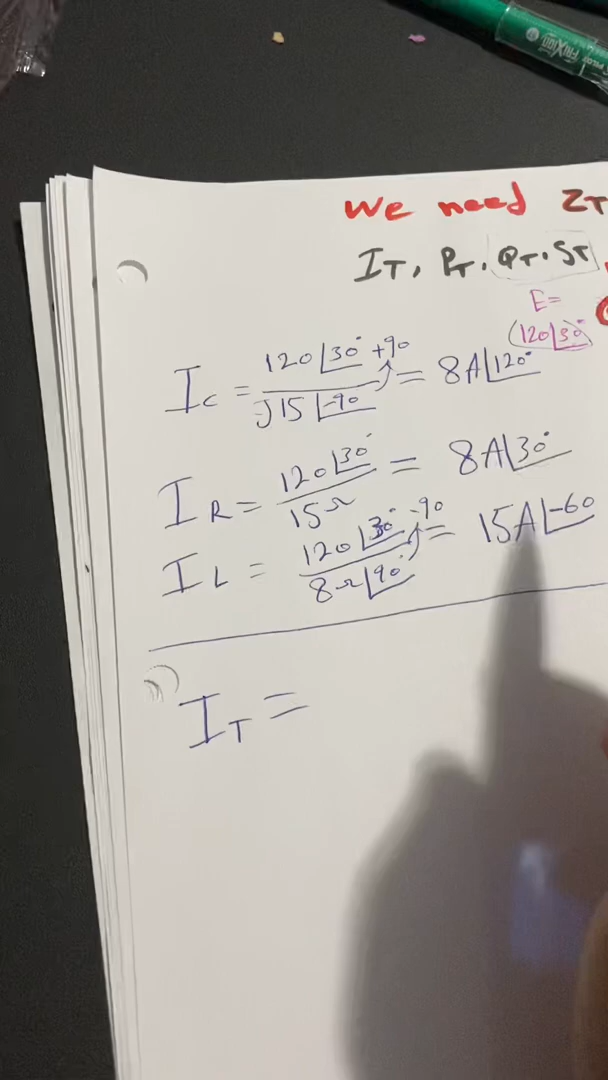 FRIXION
We need ZT
IT, PT, QT, ST,
E=
(120∠30°)
IC = 120∠30° +90 / J15∠-90 = 8A∠120°
IR = 120∠30° / 15Ω = 8A∠30°
IL = 120∠30° -90 / 8Ω∠90° = 15A∠-60
IT =